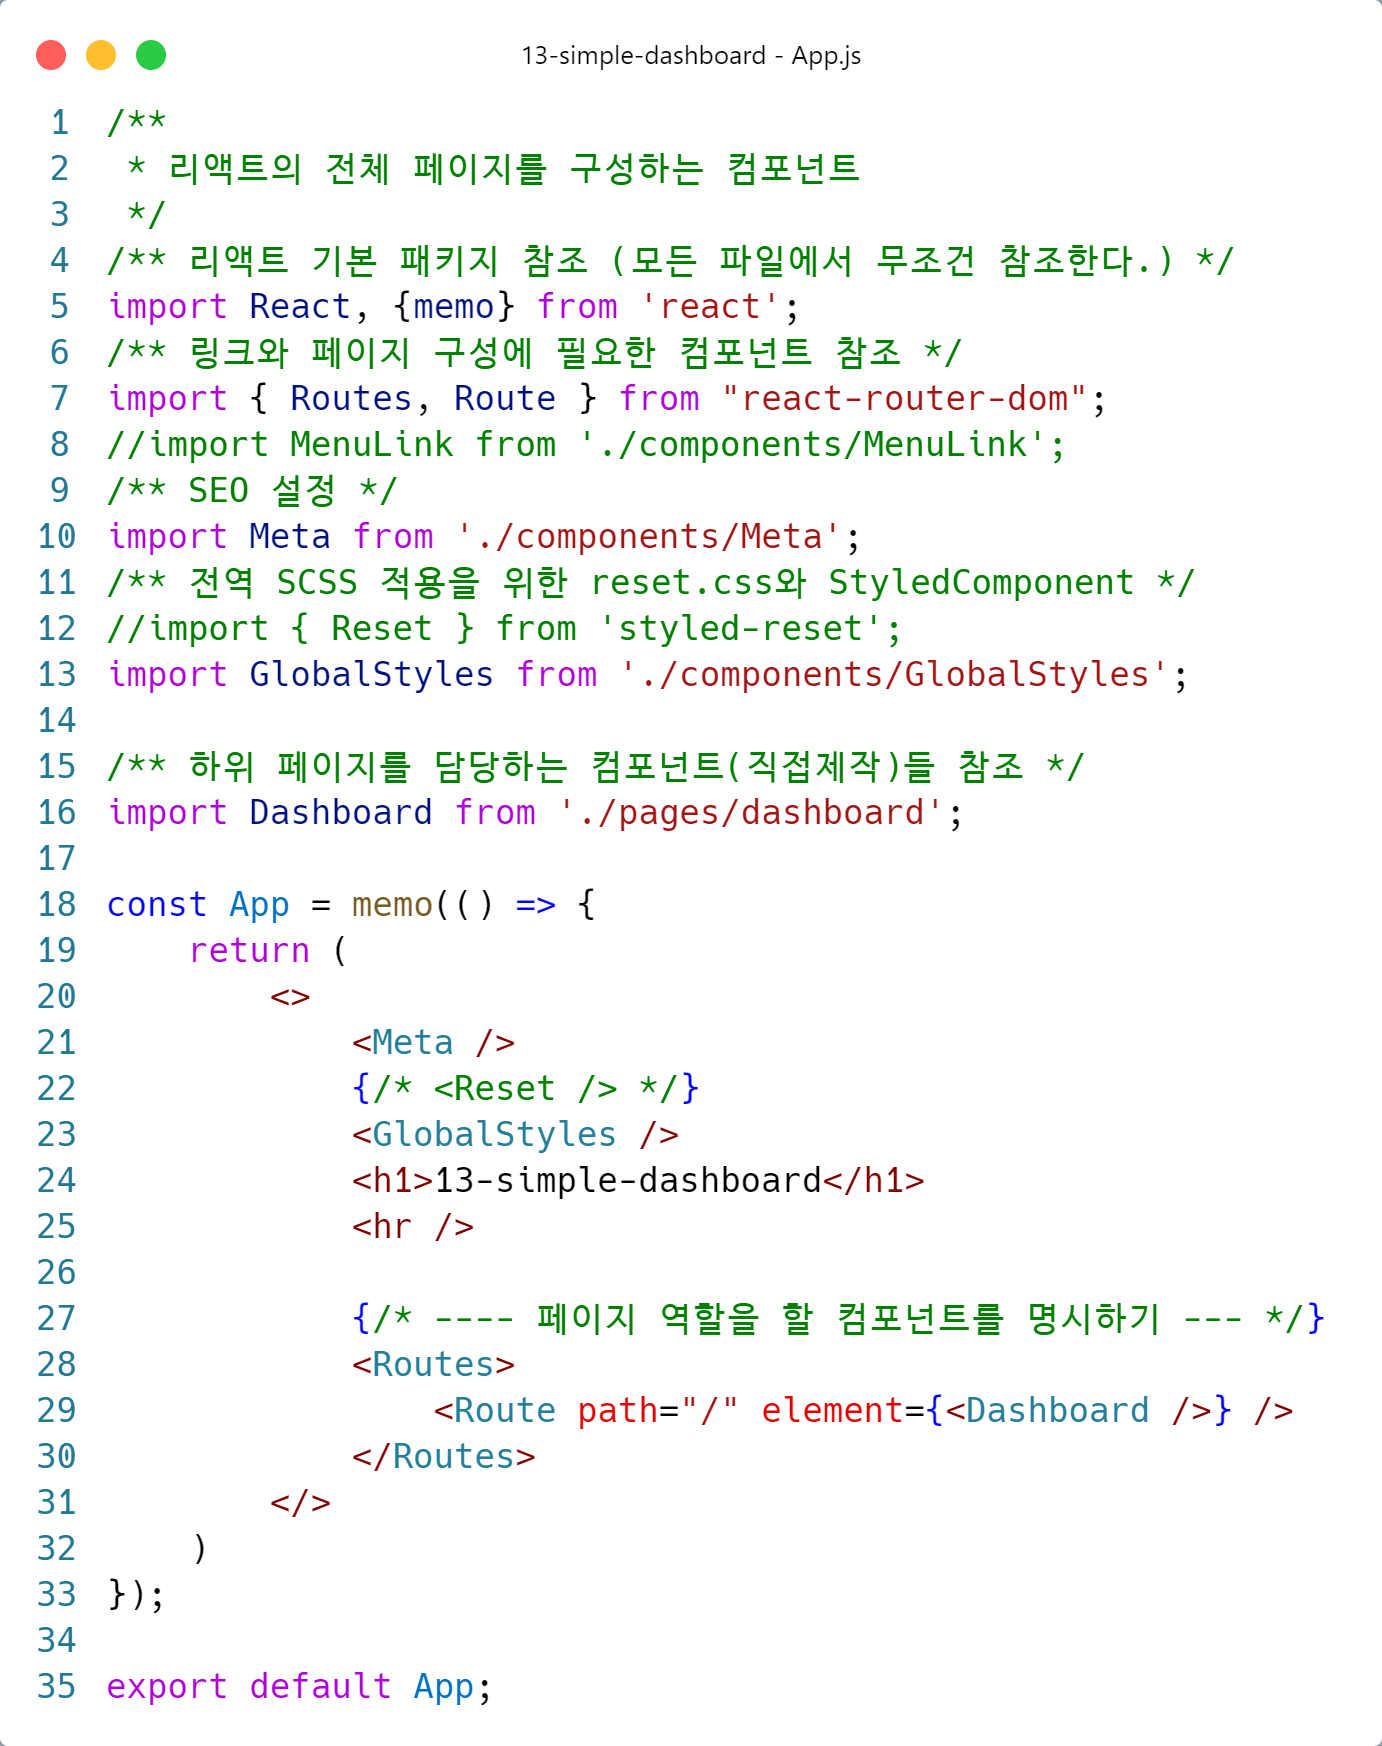 13-simple-dashboard - App.js
1 /**
2  * 리액트의 전체 페이지를 구성하는 컴포넌트
3  */
4 /** 리액트 기본 패키지 참조 (모든 파일에서 무조건 참조한다.) */
5 import React, {memo} from 'react';
6 /** 링크와 페이지 구성에 필요한 컴포넌트 참조 */
7 import { Routes, Route } from "react-router-dom";
8 //import MenuLink from './components/MenuLink';
9 /** SEO 설정 */
10 import Meta from './components/Meta';
11 /** 전역 SCSS 적용을 위한 reset.css와 StyledComponent */
12 //import { Reset } from 'styled-reset';
13 import GlobalStyles from './components/GlobalStyles';
14
15 /** 하위 페이지를 담당하는 컴포넌트(직접제작)들 참조 */
16 import Dashboard from './pages/dashboard';
17
18 const App = memo(() => {
19     return (
20         <>
21             <Meta />
22             {/* <Reset /> */}
23             <GlobalStyles />
24             <h1>13-simple-dashboard</h1>
25             <hr />
26
27             {/* ---- 페이지 역할을 할 컴포넌트를 명시하기 --- */}
28             <Routes>
29                 <Route path="/" element={<Dashboard />} />
30             </Routes>
31         </>
32     )
33 });
34
35 export default App;